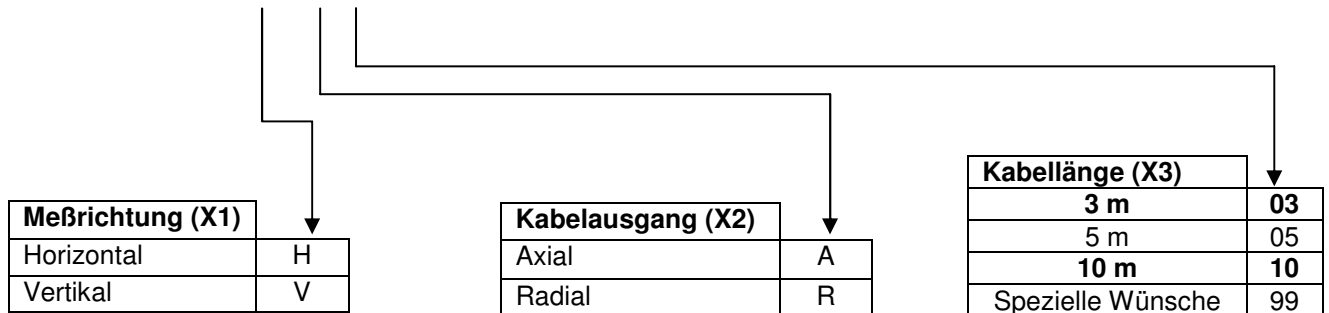 Meßrichtung (X1)
Horizontal H
Vertikal V
Kabelausgang (X2)
Axial A
Radial R
Kabellänge (X3)
3 m 03
5 m 05
10 m 10
Spezielle Wünsche 99